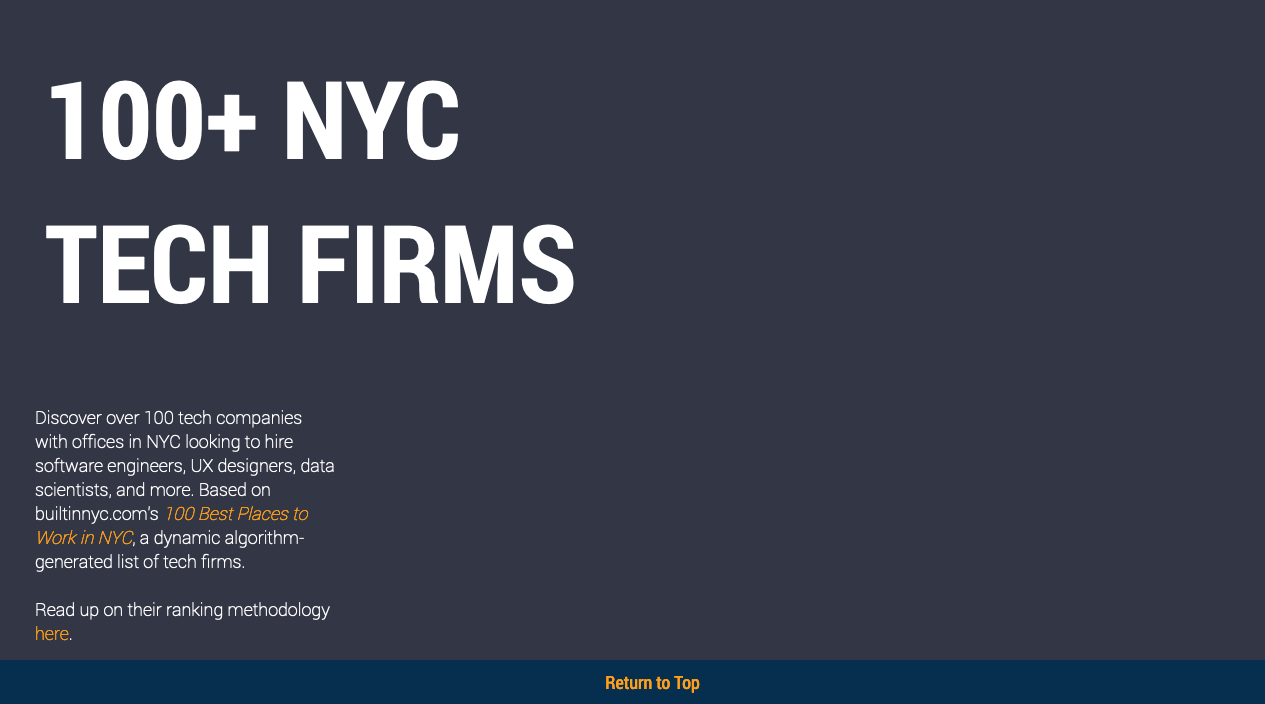 100+ NYC
TECH FIRMS
Discover over 100 tech companies
with offices in NYC looking to hire
software engineers, UX designers, data
scientists, and more. Based on
builtinnyc.com's 100 Best Places to
Work in NYC, a dynamic algorithm-
generated list of tech firms.
Read up on their ranking methodology
here.
Return to Top